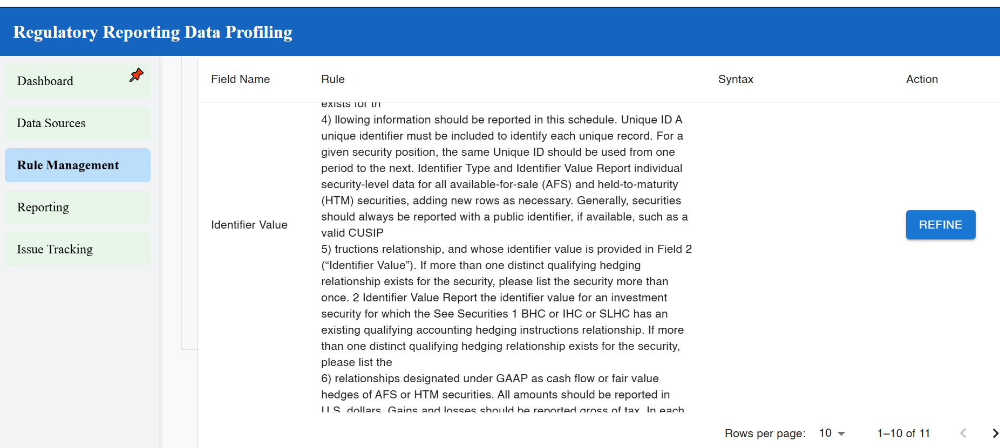 Regulatory Reporting Data Profiling
Dashboard
Data Sources
Rule Management
Reporting
Issue Tracking
Field Name Rule Syntax Action
exists for th
4) llowing information should be reported in this schedule. Unique ID A
unique identifier must be included to identify each unique record. For a
given security position, the same Unique ID should be used from one
period to the next. Identifier Type and Identifier Value Report individual
security-level data for all available-for-sale (AFS) and held-to-maturity
(HTM) securities, adding new rows as necessary. Generally, securities
should always be reported with a public identifier, if available, such as a
valid CUSIP
Identifier Value
5) tructions relationship, and whose identifier value is provided in Field 2
(“Identifier Value”). If more than one distinct qualifying hedging
relationship exists for the security, please list the security more than
once. 2 Identifier Value Report the identifier value for an investment
security for which the See Securities 1 BHC or IHC or SLHC has an
existing qualifying accounting hedging instructions relationship. If more
than one distinct qualifying hedging relationship exists for the security,
please list the
6) relationships designated under GAAP as cash flow or fair value
hedges of AFS or HTM securities. All amounts should be reported in
U.S. dollars. Gains and losses should be reported gross of tax. In each
REFINE
Rows per page: 10 1–10 of 11